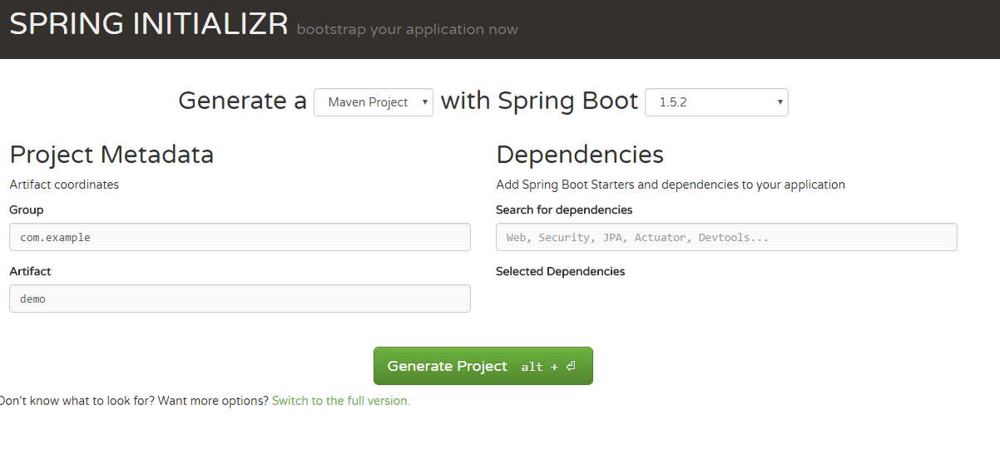 SPRING INITIALIZR bootstrap your application now
Generate a Maven Project with Spring Boot 1.5.2
Project Metadata
Artifact coordinates
Group
com.example
Artifact
demo
Dependencies
Add Spring Boot Starters and dependencies to your application
Search for dependencies
Web, Security, JPA, Actuator, Devtools...
Selected Dependencies
Generate Project alt + ⏎
Don't know what to look for? Want more options? Switch to the full version.